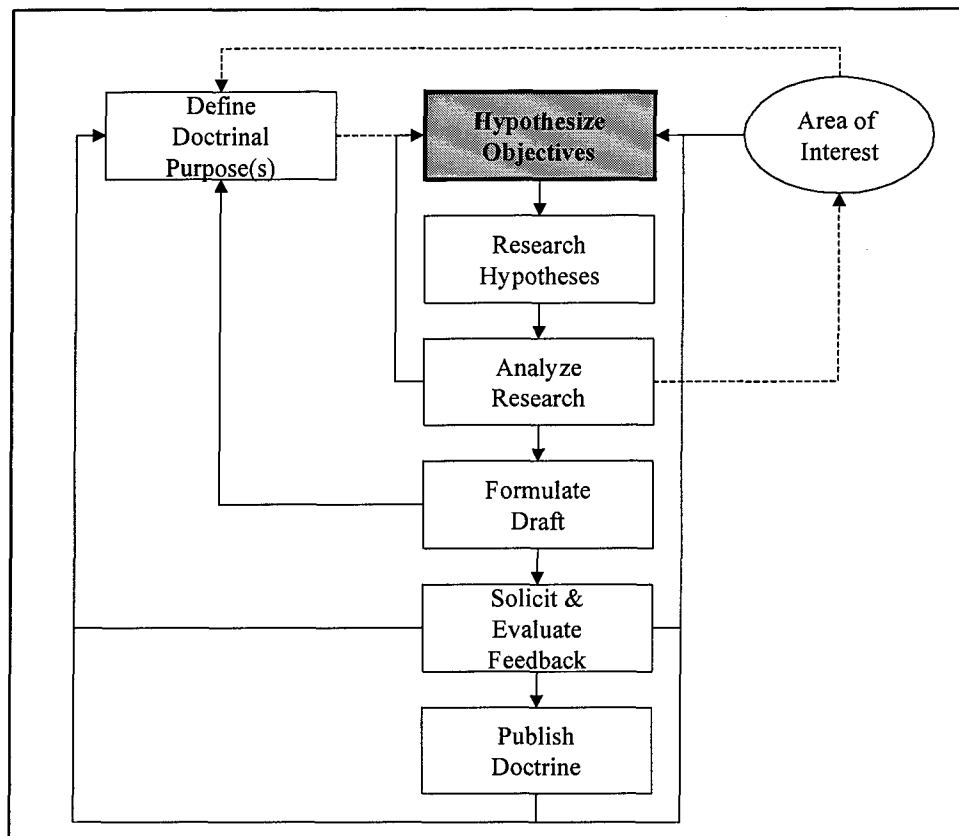 Define
Doctrinal
Purpose(s)
Hypothesize
Objectives
Area of
Interest
Research
Hypotheses
Analyze
Research
Formulate
Draft
Solicit &
Evaluate
Feedback
Publish
Doctrine